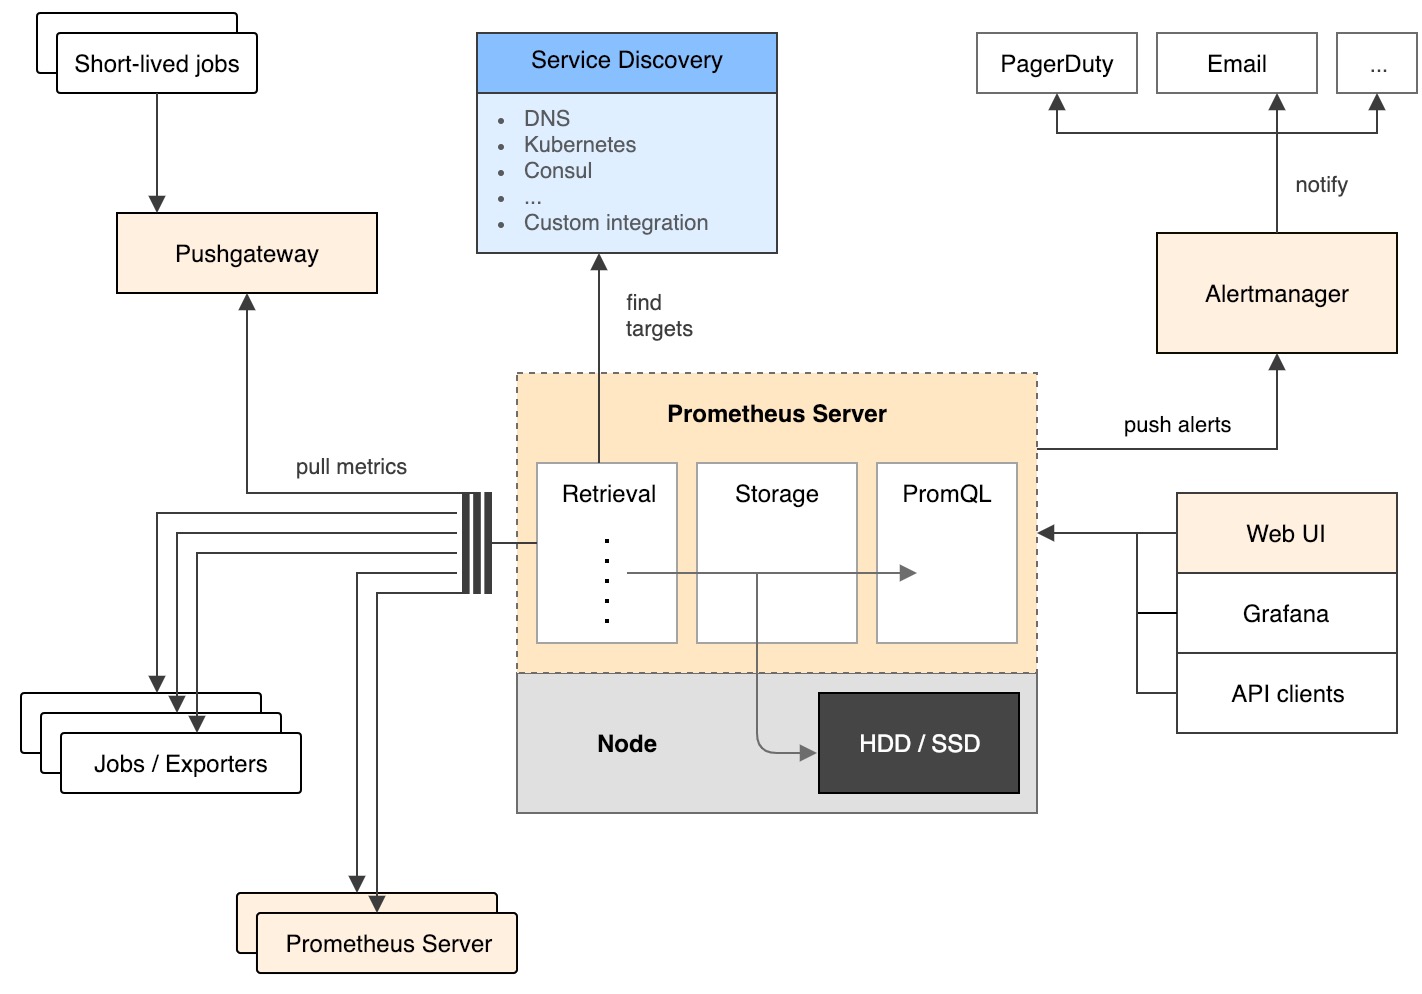 Short-lived jobs
Service Discovery
• DNS
• Kubernetes
• Consul
• ...
• Custom integration
PagerDuty
Email
...
notify
Pushgateway
Alertmanager
find
targets
push alerts
pull metrics
Prometheus Server
Retrieval
Storage
PromQL
Web UI
Grafana
API clients
Node
HDD / SSD
Jobs / Exporters
Prometheus Server